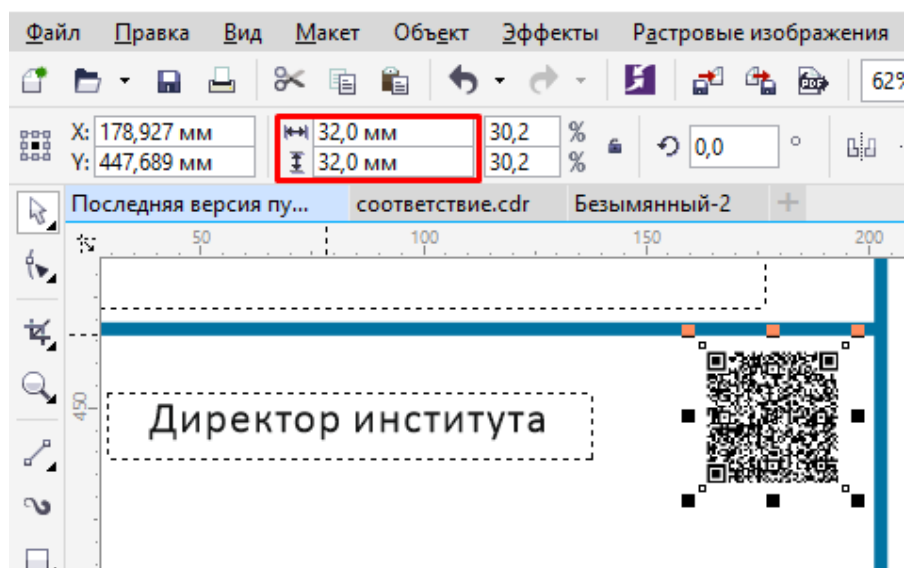 Файл Правка Вид Макет Объект Эффекты Растровые изображения
PDF 62%
X: 178,927 мм 32,0 мм 30,2 %
Y: 447,689 мм 32,0 мм 30,2 % 0,0 °
Последняя версия пу... соответствие.cdr Безымянный-2
50 100 150 200
450
Директор института